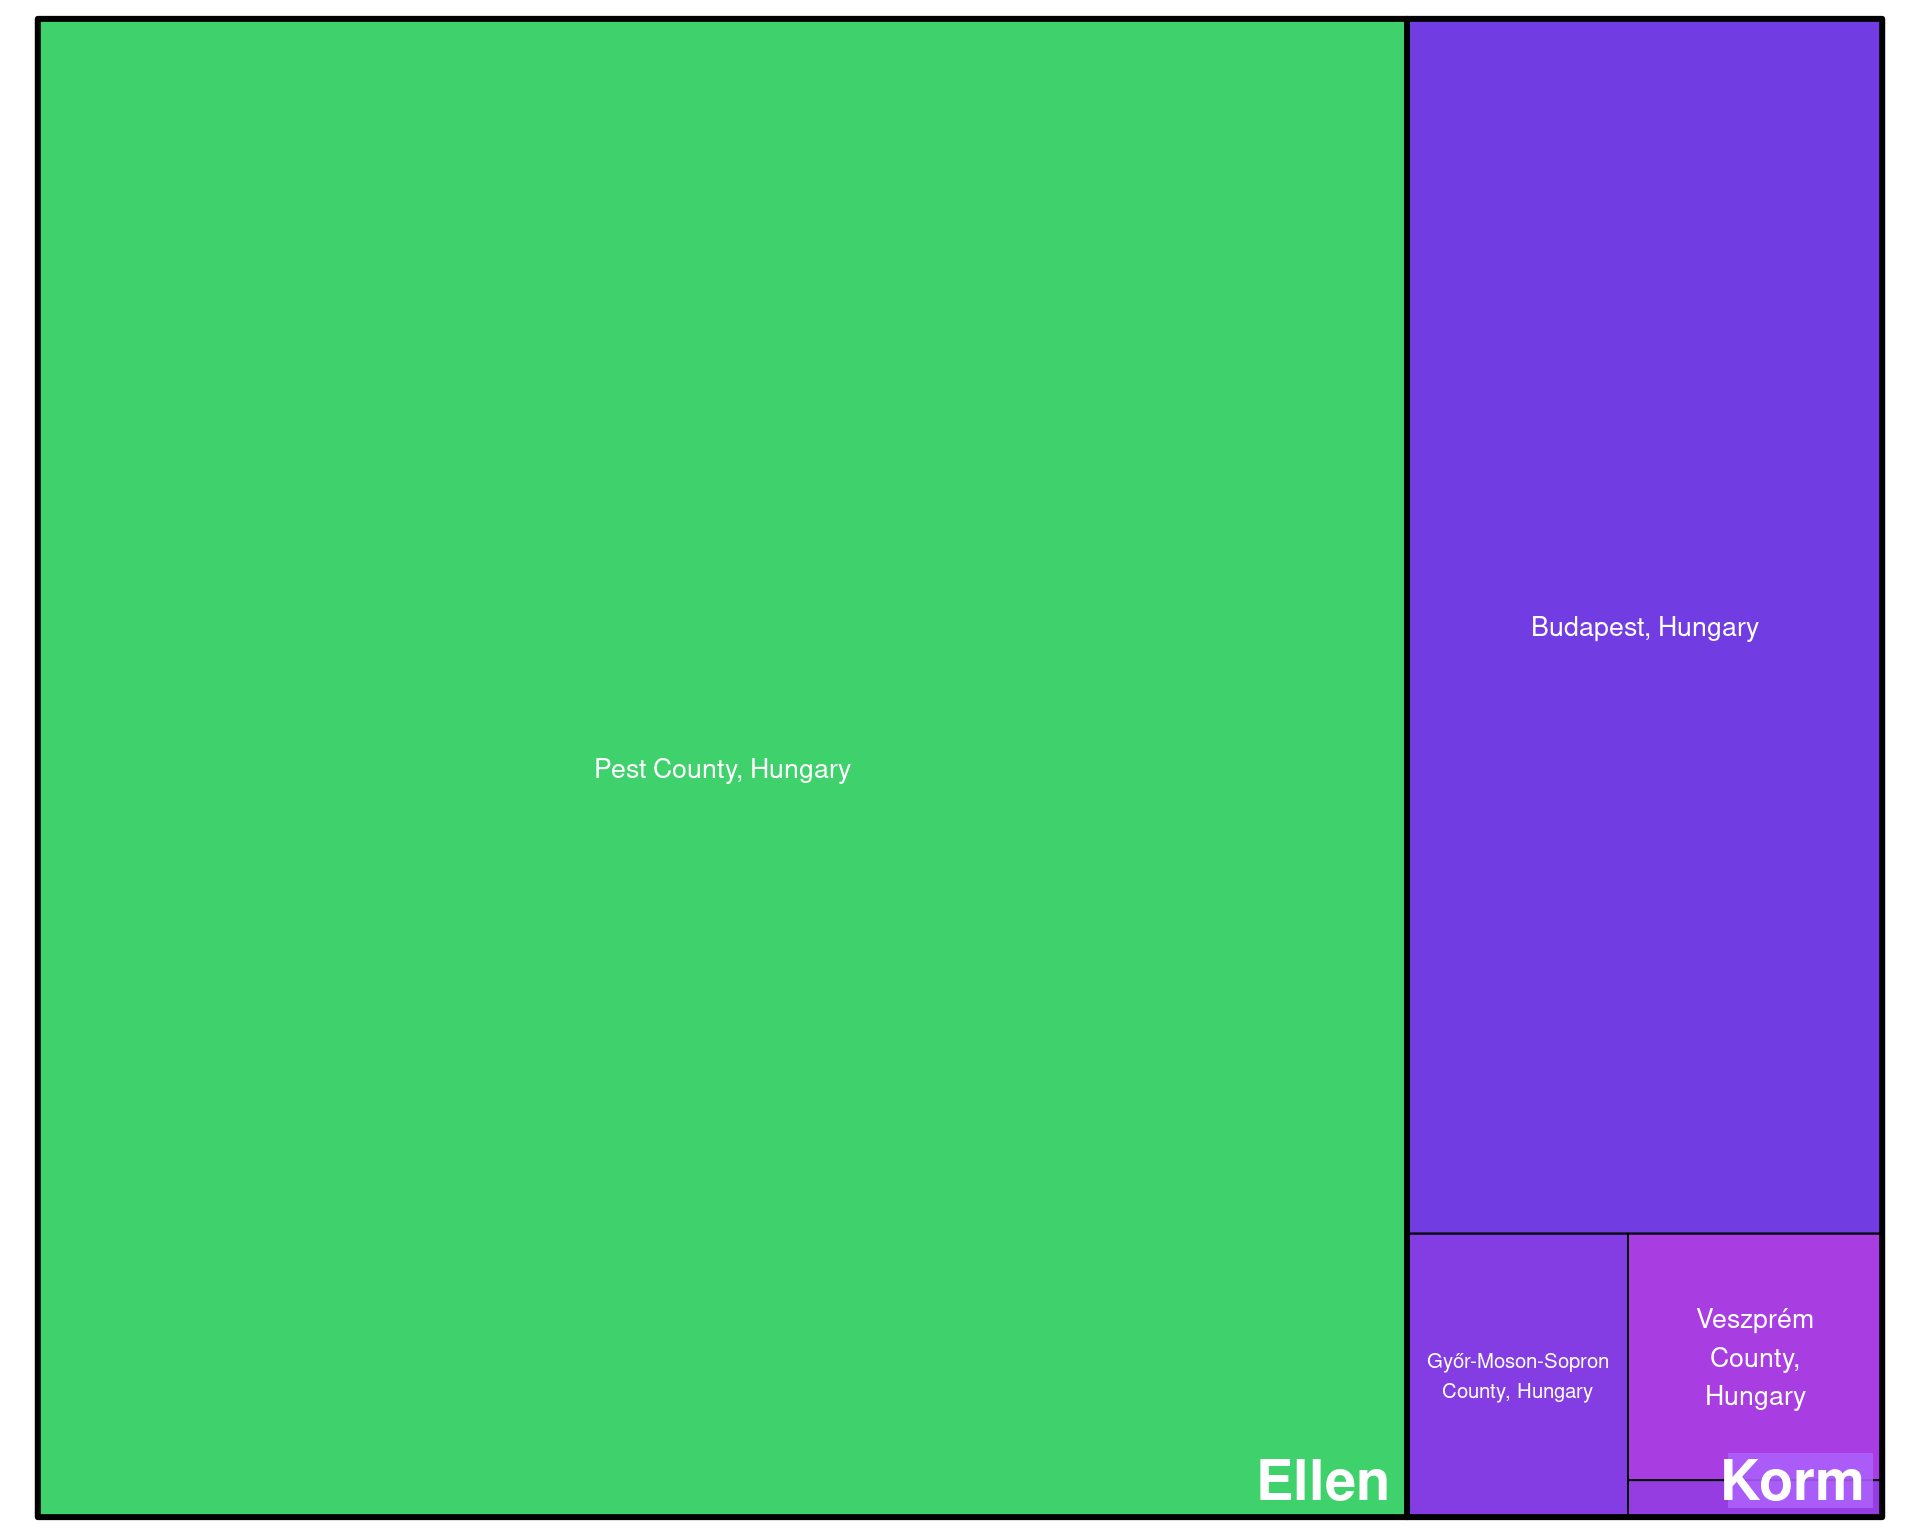 Pest County, Hungary
Ellen
Budapest, Hungary
Győr-Moson-Sopron
County, Hungary
Veszprém
County,
Hungary
Korm